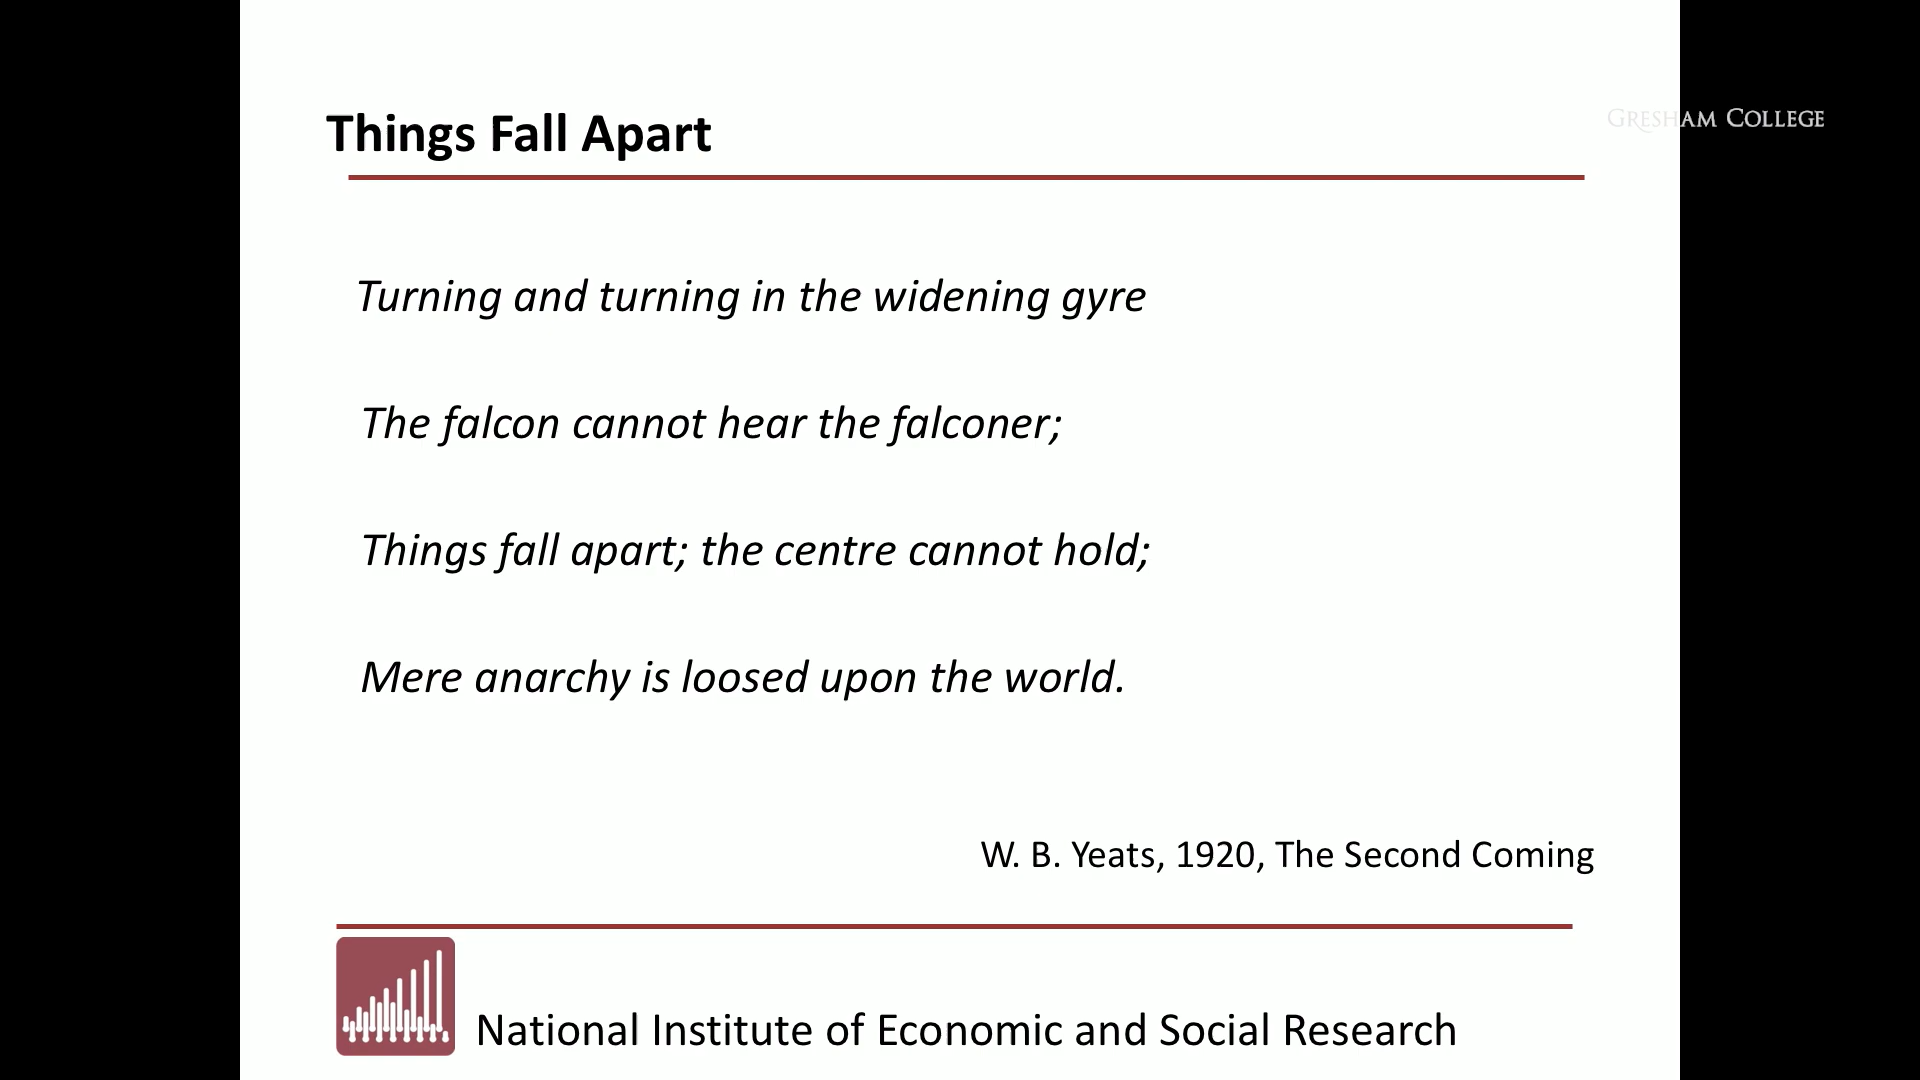 Things Fall Apart
GRESHAM COLLEGE
Turning and turning in the widening gyre
The falcon cannot hear the falconer;
Things fall apart; the centre cannot hold;
Mere anarchy is loosed upon the world.
W. B. Yeats, 1920, The Second Coming
National Institute of Economic and Social Research